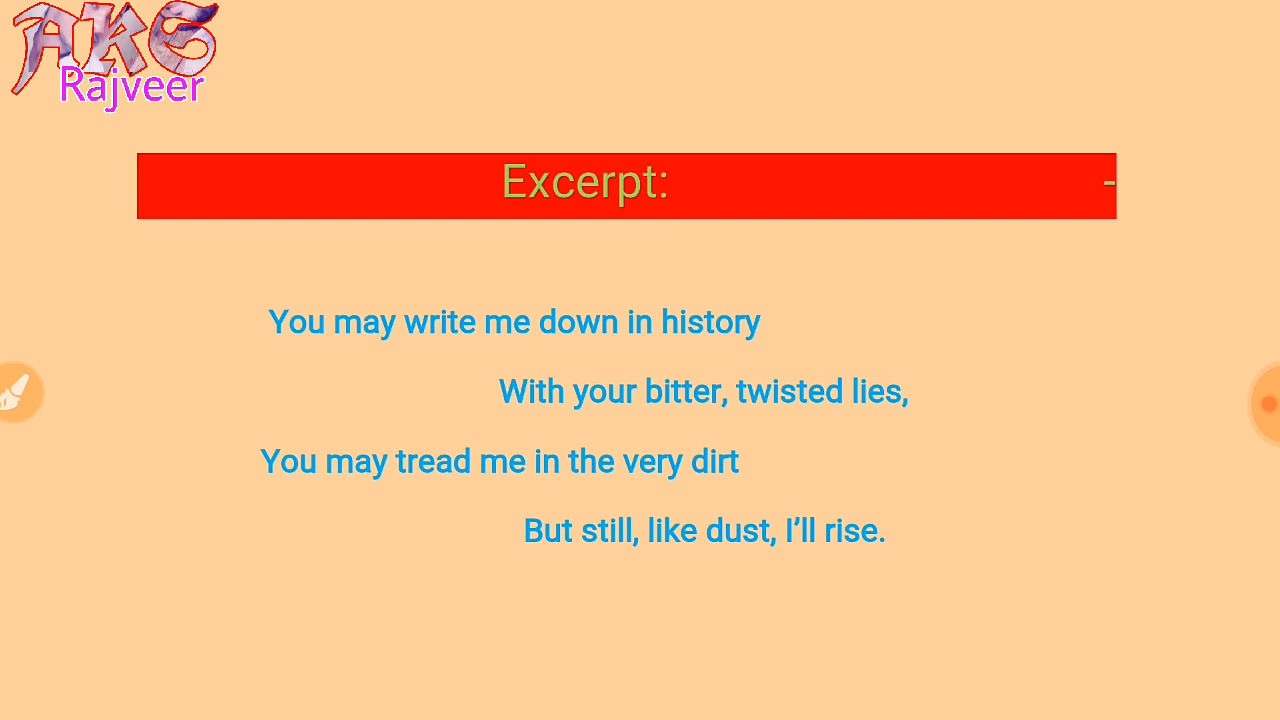 AKS
Rajveer
Excerpt: -
You may write me down in history
With your bitter, twisted lies,
You may tread me in the very dirt
But still, like dust, I’ll rise.